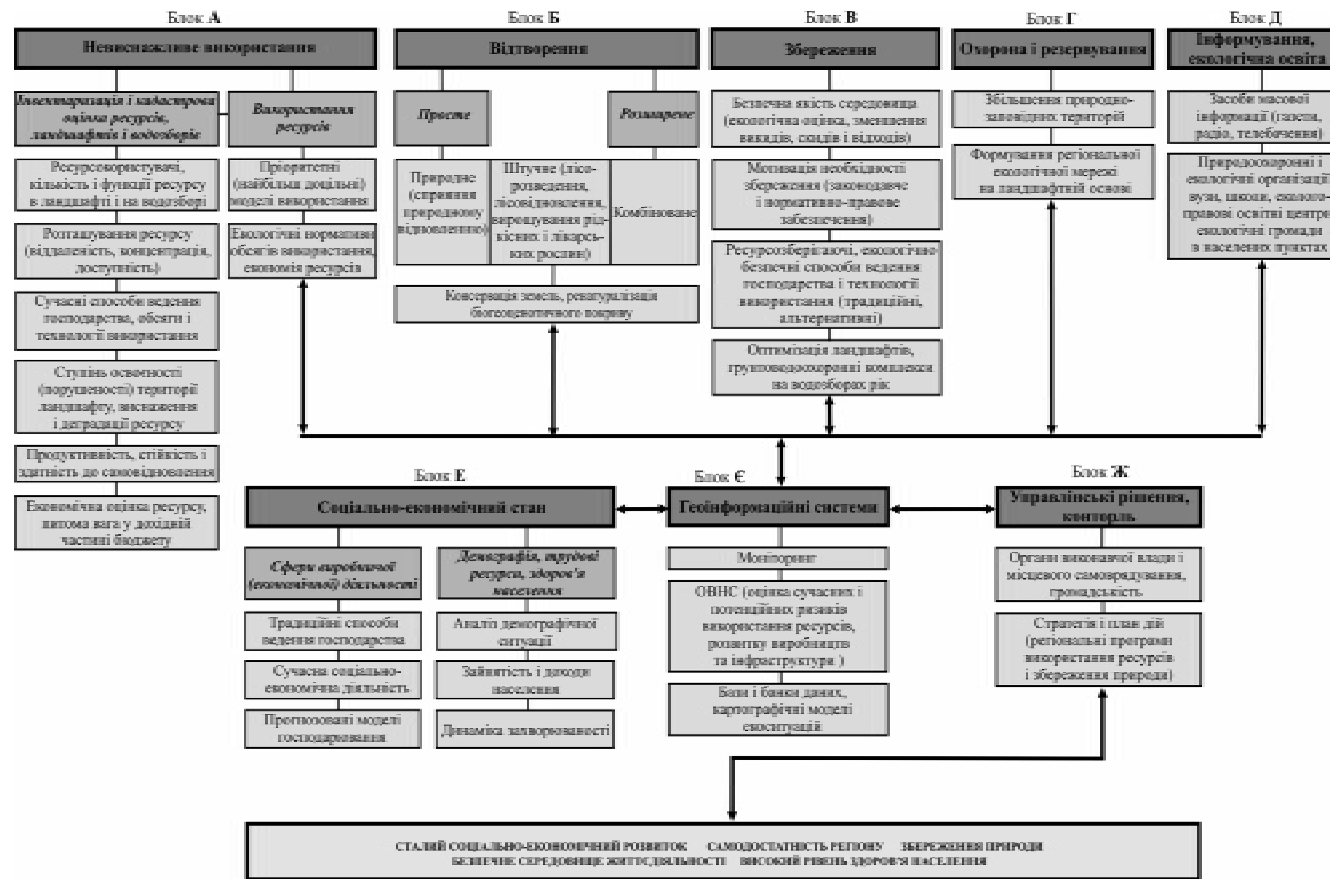 Блок А
Невиснажливе використання
Інвентаризація і кадастрова
оцінка ресурсів,
ландшафтів і водозборів
Ресурсокористувачі,
кількість і функції ресурсу
в ландшафті і на водозборі
Розташування ресурсу
(віддаленість, концентрація,
доступність)
Сучасні способи ведення
господарства, обсяги і
технології використання
Ступінь освоєності
(порушеності) території
ландшафту, виснаження
і деградації ресурсу
Продуктивність, стійкість і
здатність до самовідновлення
Економічна оцінка ресурсу,
питома вага у дохідній
частині бюджету
Використання
ресурсів
Пріоритетні
(найбільш доцільні)
моделі використання
Екологічні нормативи
обсягів використання,
економія ресурсів
Блок Б
Відтворення
Просте
Розширене
Природне
(сприяння
природному
відновленню)
Штучне (лісо-
розведення,
лісовідновлення,
вирощування рід-
кісних і лікарсь-
ких рослин)
Комбіноване
Консервація земель, ренатуралізація
біогеоценотичного покриву
Блок В
Збереження
Безпечна якість середовища
(екологічна оцінка, зменшення
викидів, скидів і відходів)
Мотивація необхідності
збереження (законодавче
і нормативно-правове
забезпечення)
Ресурсозберігаючі, екологічно-
безпечні способи ведення
господарства і технології
використання (традиційні,
альтернативні)
Оптимізація ландшафтів,
грунтоводоохоронні комплекси
на водозборах рік
Блок Г
Охорона і резервування
Збільшення природно-
заповідних територій
Формування регіональної
екологічної мережі
на ландшафтній основі
Блок Д
Інформування,
екологічна освіта
Засоби масової
інформації (газети,
радіо, телебачення)
Природоохоронні і
екологічні організації
вузи, школи, еколого-
правові освітні центри
екологічні громади
в населених пунктах
Блок Е
Соціально-економічний стан
Сфери виробничої
(економічної) діяльності
Традиційні способи
ведення господарства
Сучасна соціально-
економічна діяльність
Прогнозовані моделі
господарювання
Демографія, трудові
ресурси, здоров'я
населення
Аналіз демографічної
ситуації
Зайнятість і доходи
населення
Динаміка захворюваності
Блок Є
Геоінформаційні системи
Моніторинг
ОВНС (оцінка сучасних і
потенційних ризиків
використання ресурсів,
розвитку виробництв
та інфраструктури )
Бази і банки даних,
картографічні моделі
екоситуацій
Блок Ж
Управлінські рішення,
контроль
Органи виконавчої влади і
місцевого самоврядування,
громадськість
Стратегія і план дій
(регіональні програми
використання ресурсів
і збереження природи)
СТАЛИЙ СОЦІАЛЬНО-ЕКОНОМІЧНИЙ РОЗВИТОК САМОДОСТАТНІСТЬ РЕГІОНУ ЗБЕРЕЖЕННЯ ПРИРОДИ
БЕЗПЕЧНЕ СЕРЕДОВИЩЕ ЖИТТЄДІЯЛЬНОСТІ ВИСОКИЙ РІВЕНЬ ЗДОРОВ'Я НАСЕЛЕННЯ